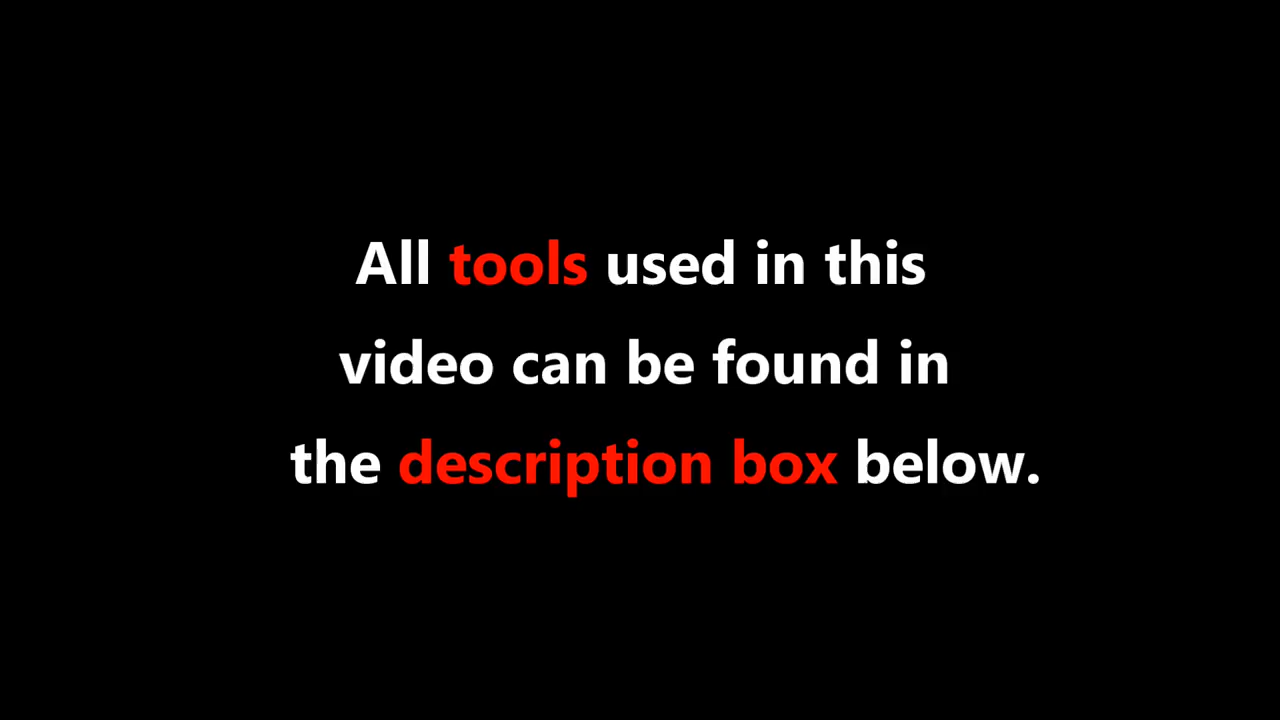 All tools used in this
video can be found in
the description box below.